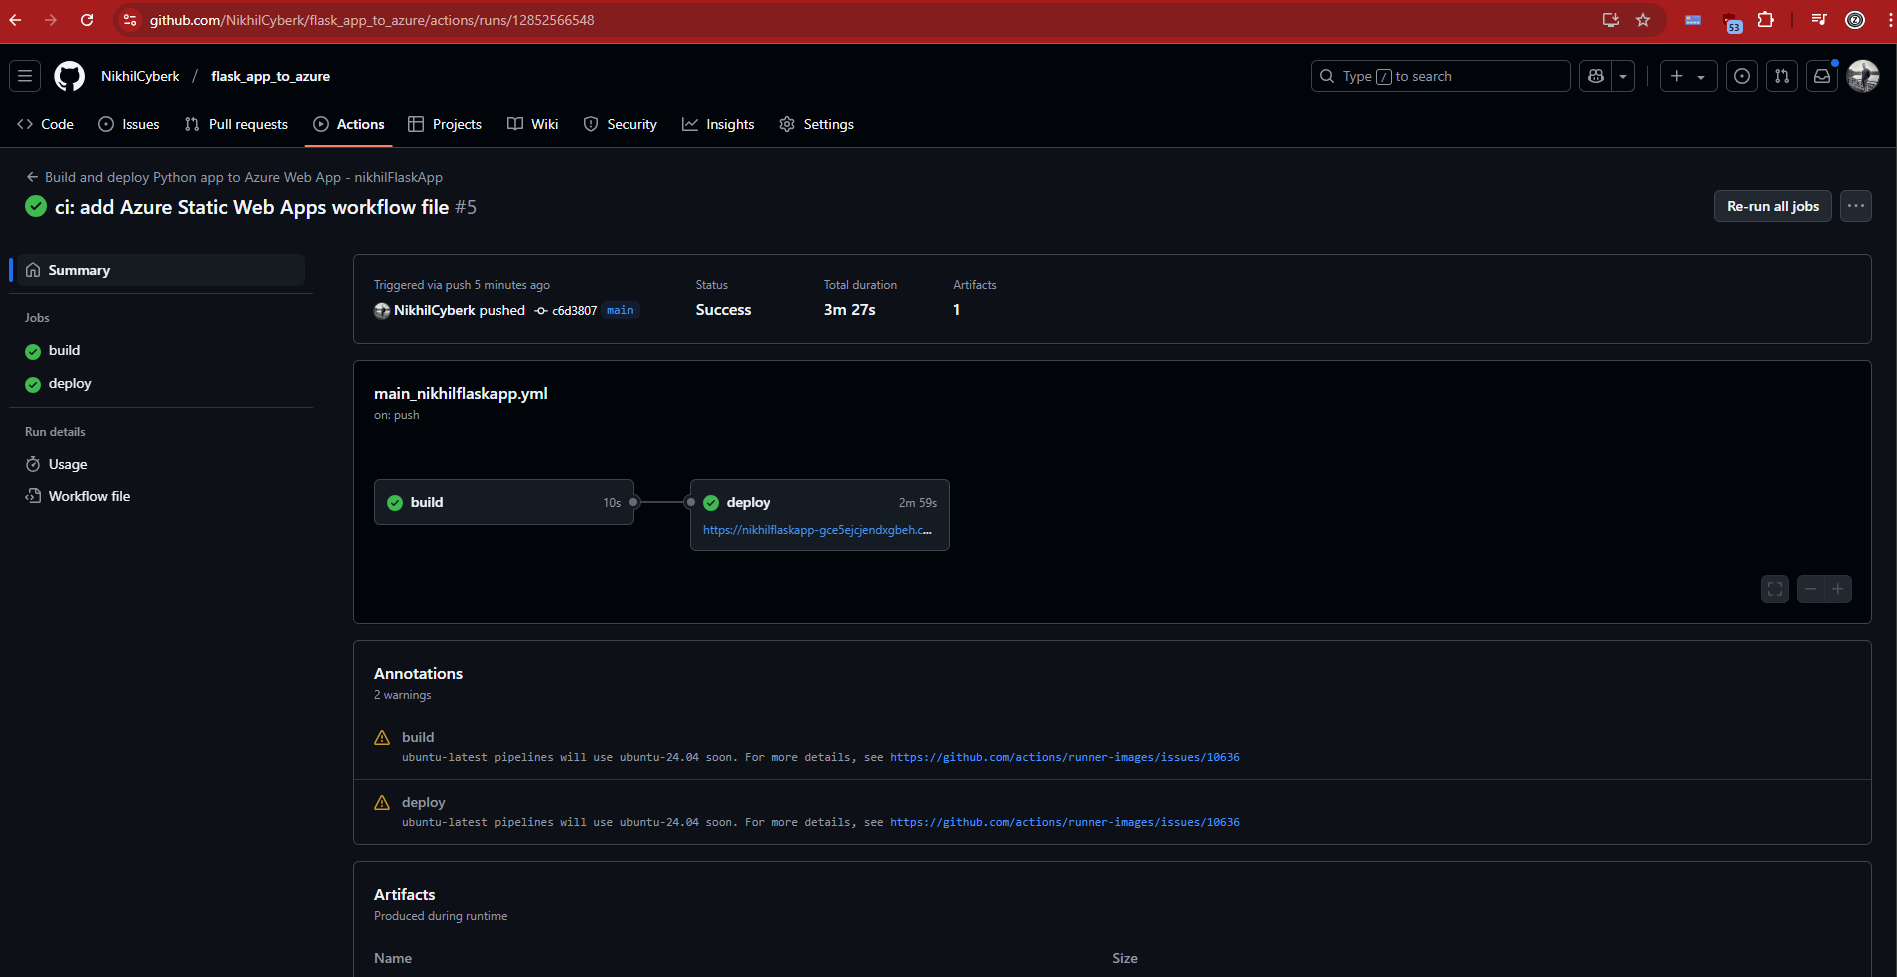 github.com/NikhilCyberk/flask_app_to_azure/actions/runs/12852566548
53
NikhilCyberk / flask_app_to_azure
Type / to search
Code Issues Pull requests Actions Projects Wiki Security Insights Settings
Build and deploy Python app to Azure Web App - nikhilFlaskApp
ci: add Azure Static Web Apps workflow file #5
Re-run all jobs
Summary
Jobs
build
deploy
Run details
Usage
Workflow file
Triggered via push 5 minutes ago
NikhilCyberk pushed c6d3807 main
Status
Success
Total duration
3m 27s
Artifacts
1
main_nikhilflaskapp.yml
on: push
build 10s
deploy 2m 59s
https://nikhilflaskapp-gce5ejcjendxgbeh.c...
Annotations
2 warnings
build
ubuntu-latest pipelines will use ubuntu-24.04 soon. For more details, see https://github.com/actions/runner-images/issues/10636
deploy
ubuntu-latest pipelines will use ubuntu-24.04 soon. For more details, see https://github.com/actions/runner-images/issues/10636
Artifacts
Produced during runtime
Name Size